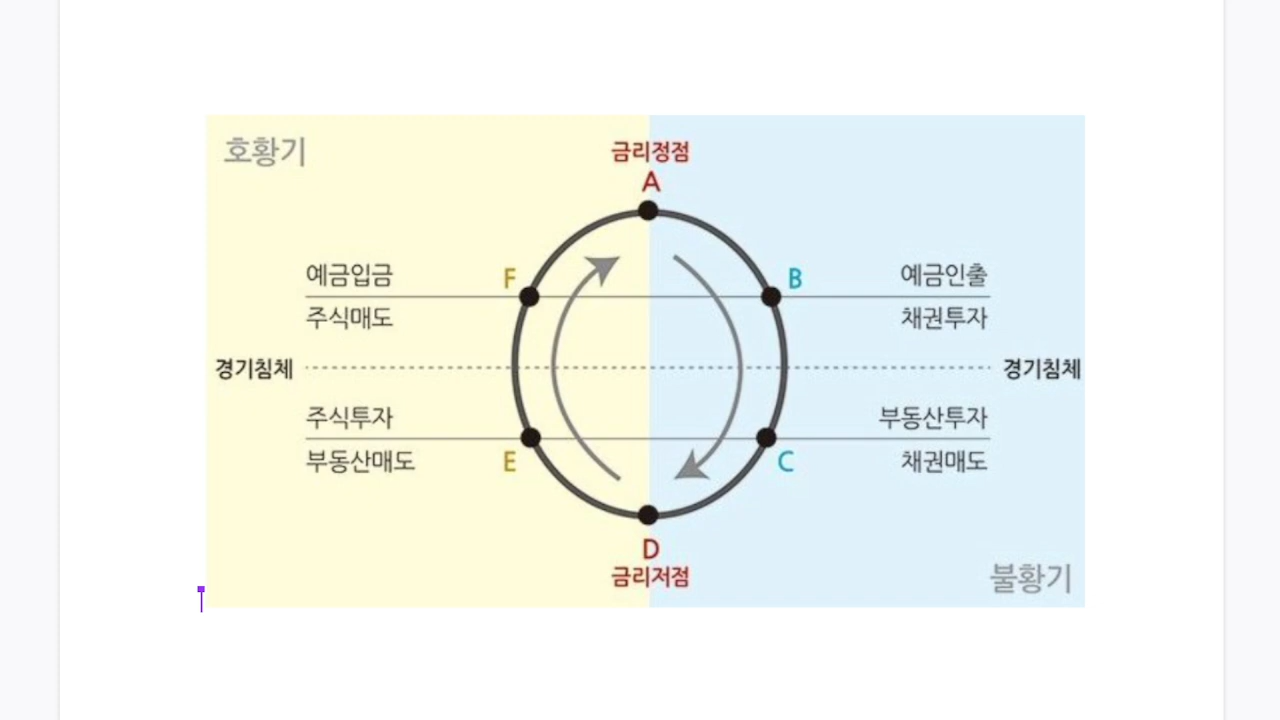 호황기
금리정점
A
예금입금
F
B
예금인출
주식매도
채권투자
경기침체
경기침체
주식투자
부동산투자
부동산매도
E
C
채권매도
D
금리저점
불황기